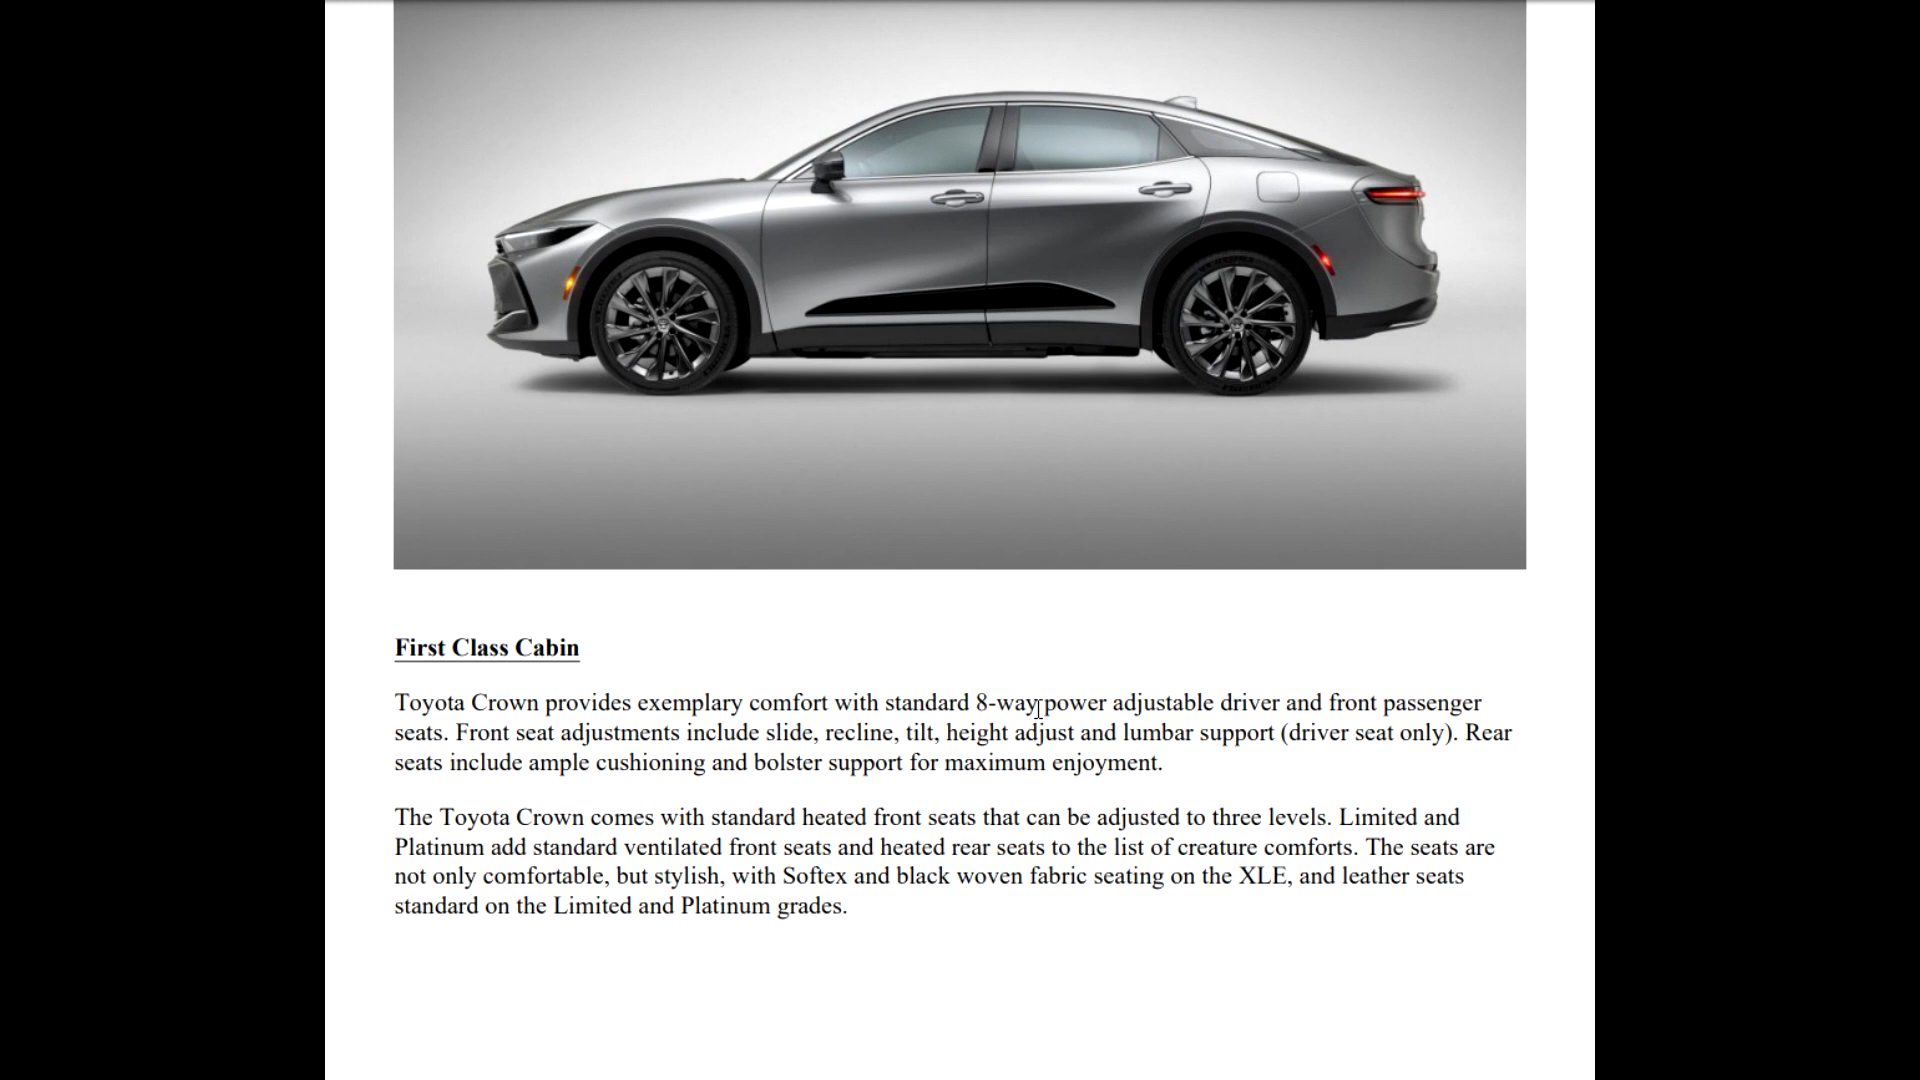 First Class Cabin
Toyota Crown provides exemplary comfort with standard 8-way power adjustable driver and front passenger
seats. Front seat adjustments include slide, recline, tilt, height adjust and lumbar support (driver seat only). Rear
seats include ample cushioning and bolster support for maximum enjoyment.
The Toyota Crown comes with standard heated front seats that can be adjusted to three levels. Limited and
Platinum add standard ventilated front seats and heated rear seats to the list of creature comforts. The seats are
not only comfortable, but stylish, with Softex and black woven fabric seating on the XLE, and leather seats
standard on the Limited and Platinum grades.